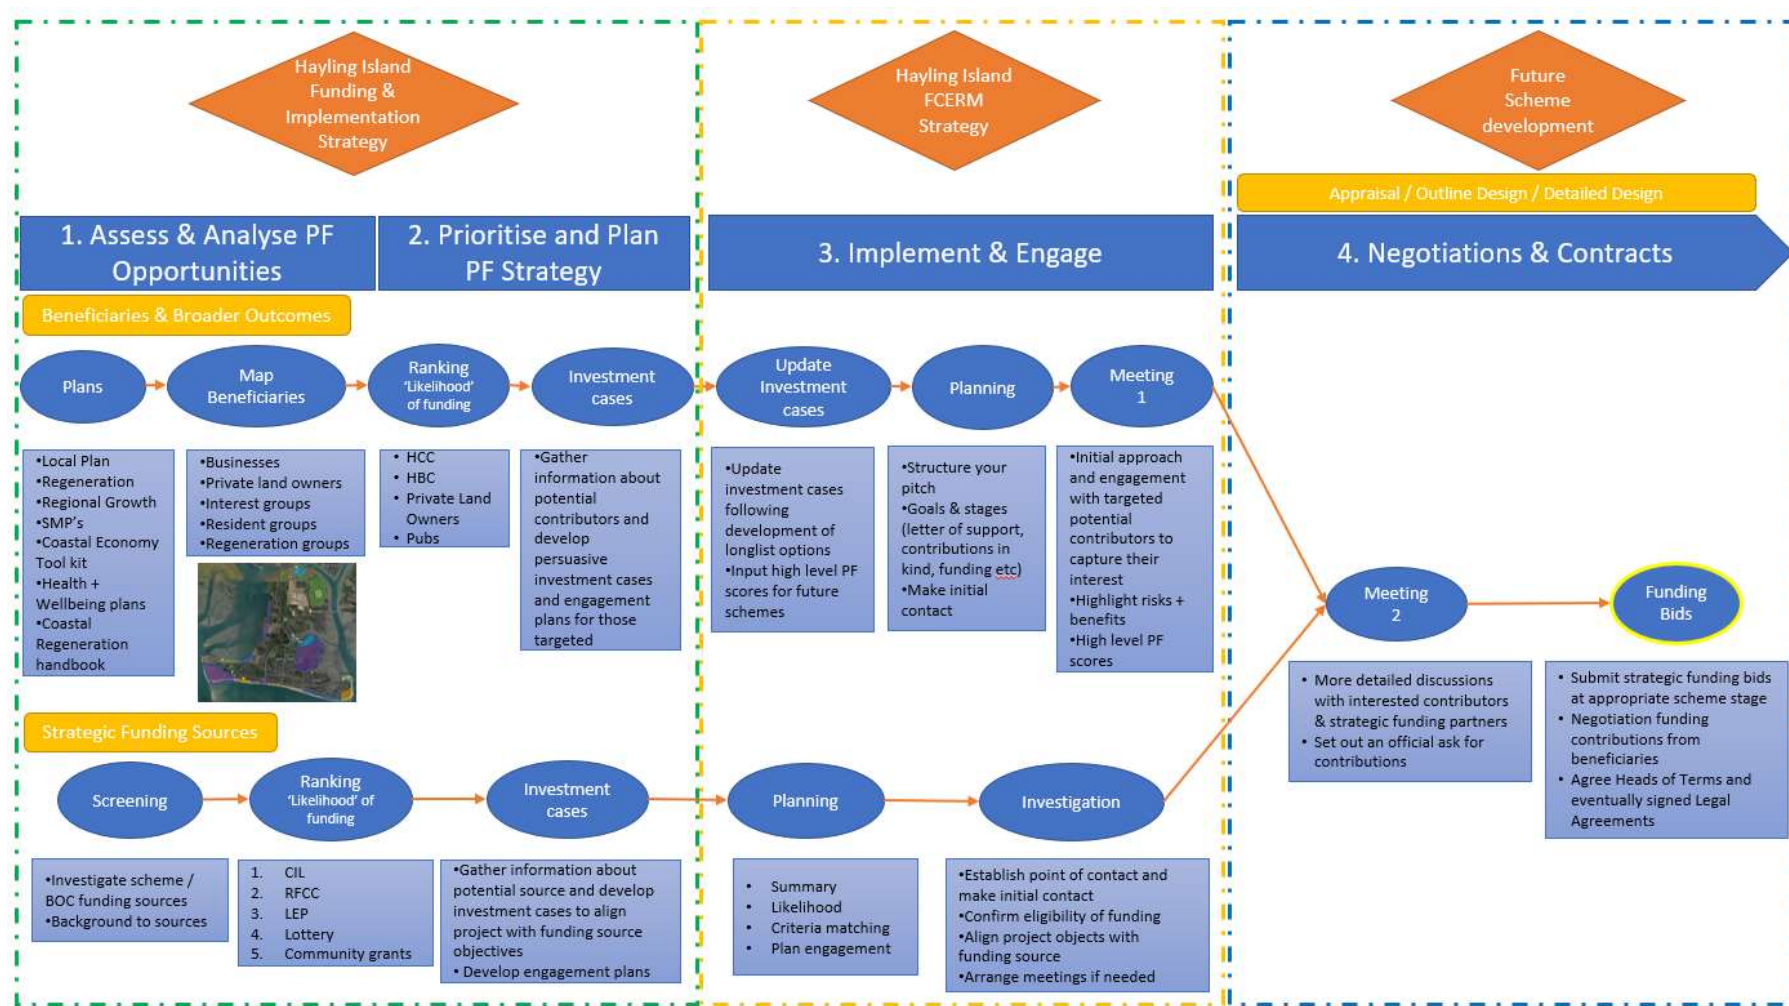 Hayling Island
Funding &
Implementation
Strategy
Hayling Island
FCERM
Strategy
Future
Scheme
development
Appraisal / Outline Design / Detailed Design
1. Assess & Analyse PF
Opportunities
2. Prioritise and Plan
PF Strategy
3. Implement & Engage
4. Negotiations & Contracts
Beneficiaries & Broader Outcomes
Plans
Map
Beneficiaries
Ranking
'Likelihood'
of funding
Investment
cases
Update
Investment
cases
Planning
Meeting
1
•Local Plan
•Regeneration
•Regional Growth
•SMP's
•Coastal Economy
Tool kit
•Health +
Wellbeing plans
•Coastal
Regeneration
handbook
•Businesses
•Private land owners
•Interest groups
•Resident groups
•Regeneration groups
• HCC
• HBC
• Private Land
Owners
• Pubs
•Gather
information about
potential
contributors and
develop
persuasive
investment cases
and engagement
plans for those
targeted
•Update
investment cases
following
development of
longlist options
•Input high level PF
scores for future
schemes
•Structure your
pitch
•Goals & stages
(letter of support,
contributions in
kind, funding etc)
•Make initial
contact
•Initial approach
and engagement
with targeted
potential
contributors to
capture their
interest
•Highlight risks +
benefits
•High level PF
scores
Meeting
2
Funding
Bids
• More detailed discussions
with interested contributors
& strategic funding partners
• Set out an official ask for
contributions
• Submit strategic funding bids
at appropriate scheme stage
• Negotiation funding
contributions from
beneficiaries
• Agree Heads of Terms and
eventually signed Legal
Agreements
Strategic Funding Sources
Screening
Ranking
'Likelihood' of
funding
Investment
cases
Planning
Investigation
•Investigate scheme /
BOC funding sources
•Background to sources
1. CIL
2. RFCC
3. LEP
4. Lottery
5. Community grants
•Gather information about
potential source and develop
investment cases to align
project with funding source
objectives
• Develop engagement plans
• Summary
• Likelihood
• Criteria matching
• Plan engagement
•Establish point of contact and
make initial contact
•Confirm eligibility of funding
•Align project objects with
funding source
•Arrange meetings if needed